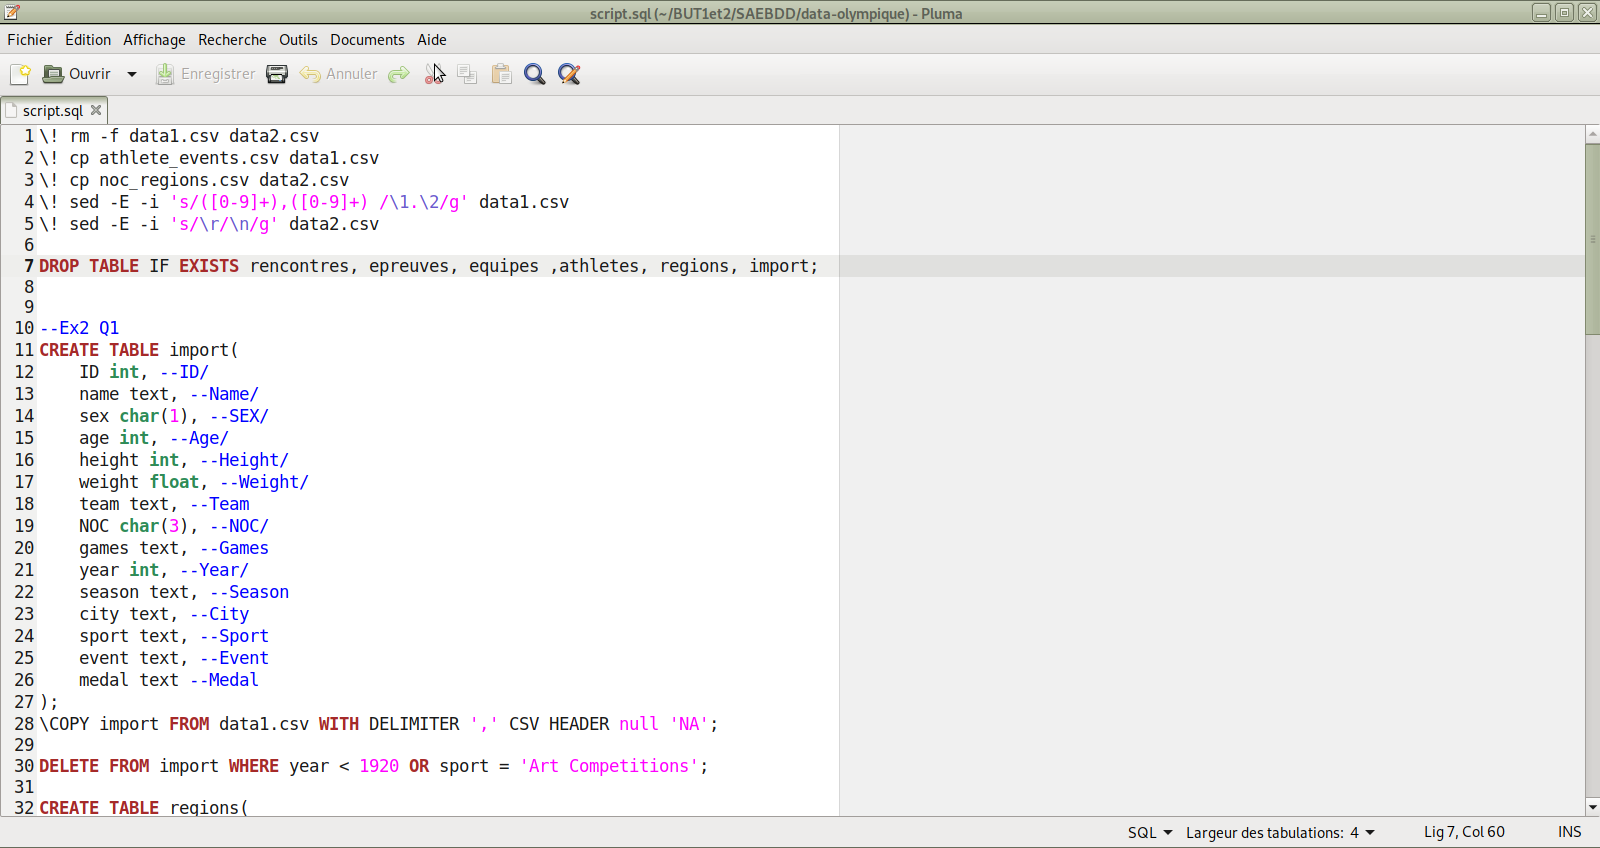 script.sql (~/BUT1et2/SAEBDD/data-olympique) - Pluma
Fichier Édition Affichage Recherche Outils Documents Aide
Ouvrir Enregistrer Annuler
script.sql
1 \! rm -f data1.csv data2.csv
2 \! cp athlete_events.csv data1.csv
3 \! cp noc_regions.csv data2.csv
4 \! sed -E -i 's/([0-9]+),([0-9]+) /\1.\2/g' data1.csv
5 \! sed -E -i 's/\r/\n/g' data2.csv
6
7 DROP TABLE IF EXISTS rencontres, epreuves, equipes ,athletes, regions, import;
8
9
10 --Ex2 Q1
11 CREATE TABLE import(
12     ID int, --ID/
13     name text, --Name/
14     sex char(1), --SEX/
15     age int, --Age/
16     height int, --Height/
17     weight float, --Weight/
18     team text, --Team
19     NOC char(3), --NOC/
20     games text, --Games
21     year int, --Year/
22     season text, --Season
23     city text, --City
24     sport text, --Sport
25     event text, --Event
26     medal text --Medal
27 );
28 \COPY import FROM data1.csv WITH DELIMITER ',' CSV HEADER null 'NA';
29
30 DELETE FROM import WHERE year < 1920 OR sport = 'Art Competitions';
31
32 CREATE TABLE regions(
SQL Largeur des tabulations: 4 Lig 7, Col 60 INS